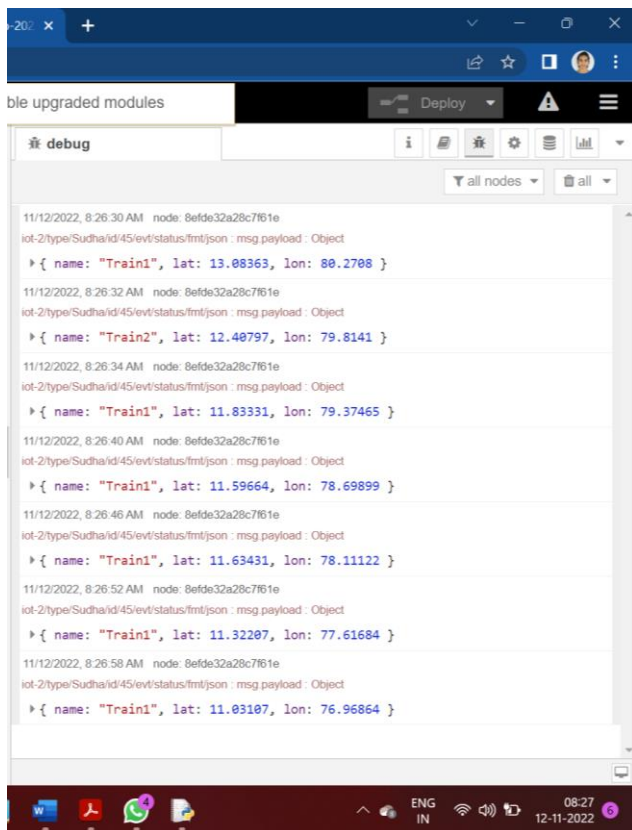 -202
ble upgraded modules
Deploy
debug
i
all nodes
all
11/12/2022, 8:26:30 AM node: 8efde32a28c7f61e
iot-2/type/Sudha/id/45/evt/status/fmt/json : msg.payload : Object
{ name: "Train1", lat: 13.08363, lon: 80.2708 }
11/12/2022, 8:26:32 AM node: 8efde32a28c7f61e
iot-2/type/Sudha/id/45/evt/status/fmt/json : msg.payload : Object
{ name: "Train2", lat: 12.40797, lon: 79.8141 }
11/12/2022, 8:26:34 AM node: 8efde32a28c7f61e
iot-2/type/Sudha/id/45/evt/status/fmt/json : msg.payload : Object
{ name: "Train1", lat: 11.83331, lon: 79.37465 }
11/12/2022, 8:26:40 AM node: 8efde32a28c7f61e
iot-2/type/Sudha/id/45/evt/status/fmt/json : msg.payload : Object
{ name: "Train1", lat: 11.59664, lon: 78.69899 }
11/12/2022, 8:26:46 AM node: 8efde32a28c7f61e
iot-2/type/Sudha/id/45/evt/status/fmt/json : msg.payload : Object
{ name: "Train1", lat: 11.63431, lon: 78.11122 }
11/12/2022, 8:26:52 AM node: 8efde32a28c7f61e
iot-2/type/Sudha/id/45/evt/status/fmt/json : msg.payload : Object
{ name: "Train1", lat: 11.32207, lon: 77.61684 }
11/12/2022, 8:26:58 AM node: 8efde32a28c7f61e
iot-2/type/Sudha/id/45/evt/status/fmt/json : msg.payload : Object
{ name: "Train1", lat: 11.03107, lon: 76.96864 }
W
4
ENG
IN
08:27
12-11-2022
6